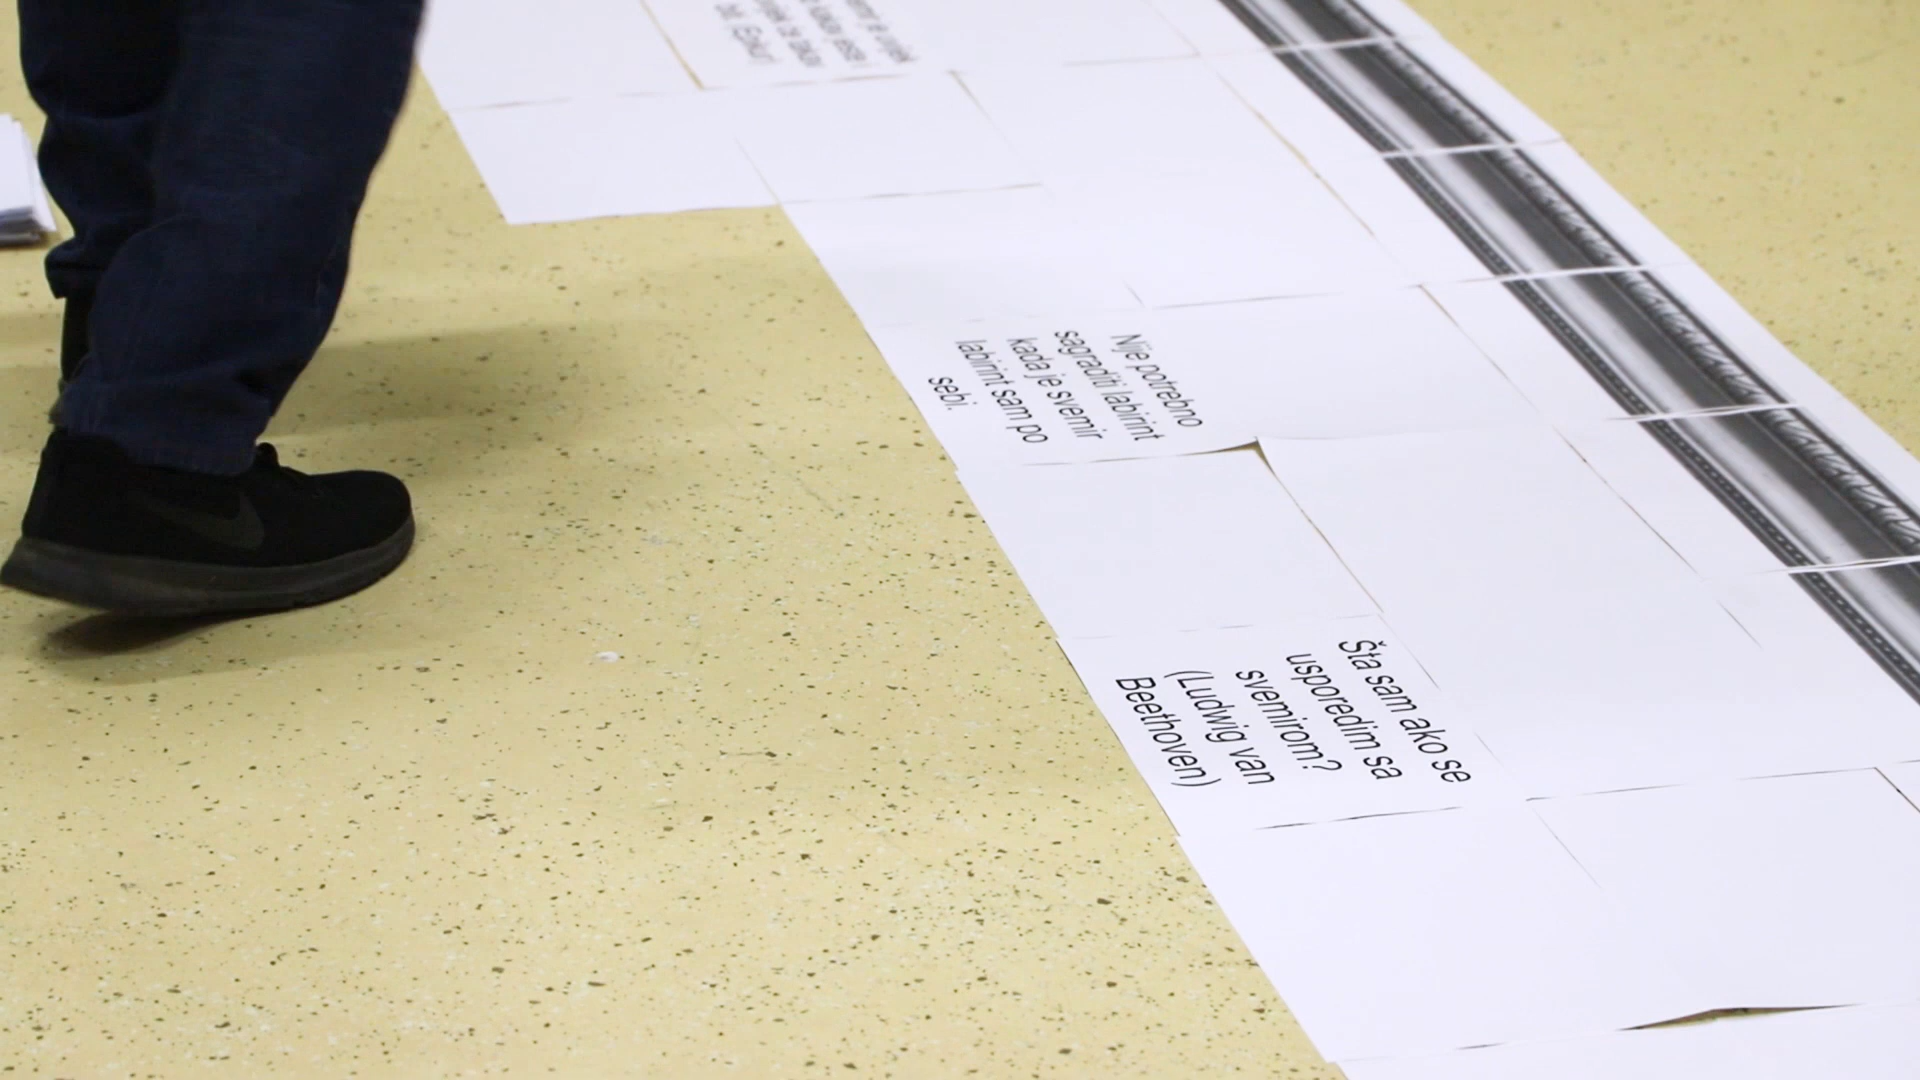 Nije potrebno
sagraditi labirint
kada je svemir
labirint sam po
sebi.
Šta sam ako se
usporedim sa
svemirom?
(Ludwig van
Beethoven)